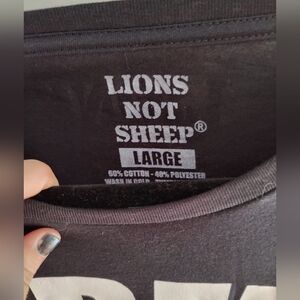 LIONS
NOT
SHEEP®
LARGE
60% COTTON - 40% POLYESTER
WASH IN COLD